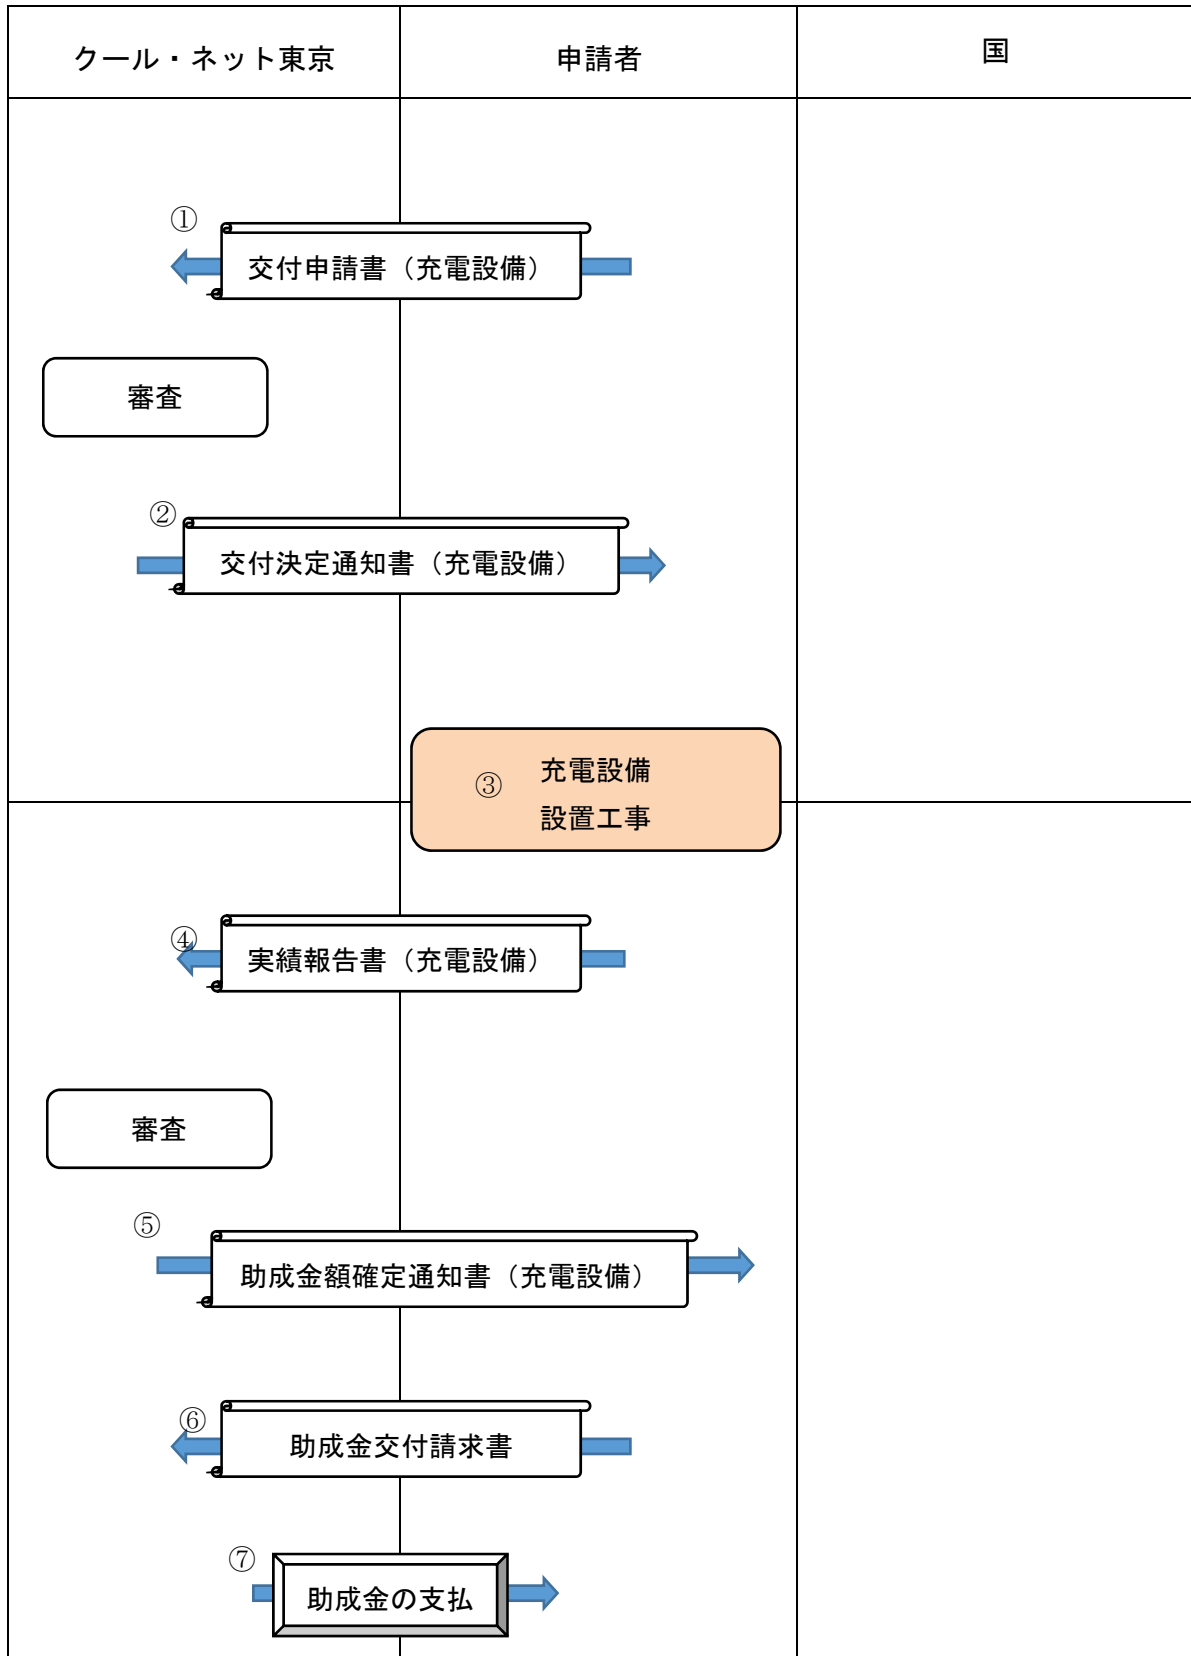 クール・ネット東京
申請者
国
①
交付申請書（充電設備）
審査
②
交付決定通知書（充電設備）
③
充電設備
設置工事
④
実績報告書（充電設備）
審査
⑤
助成金額確定通知書（充電設備）
⑥
助成金交付請求書
⑦
助成金の支払